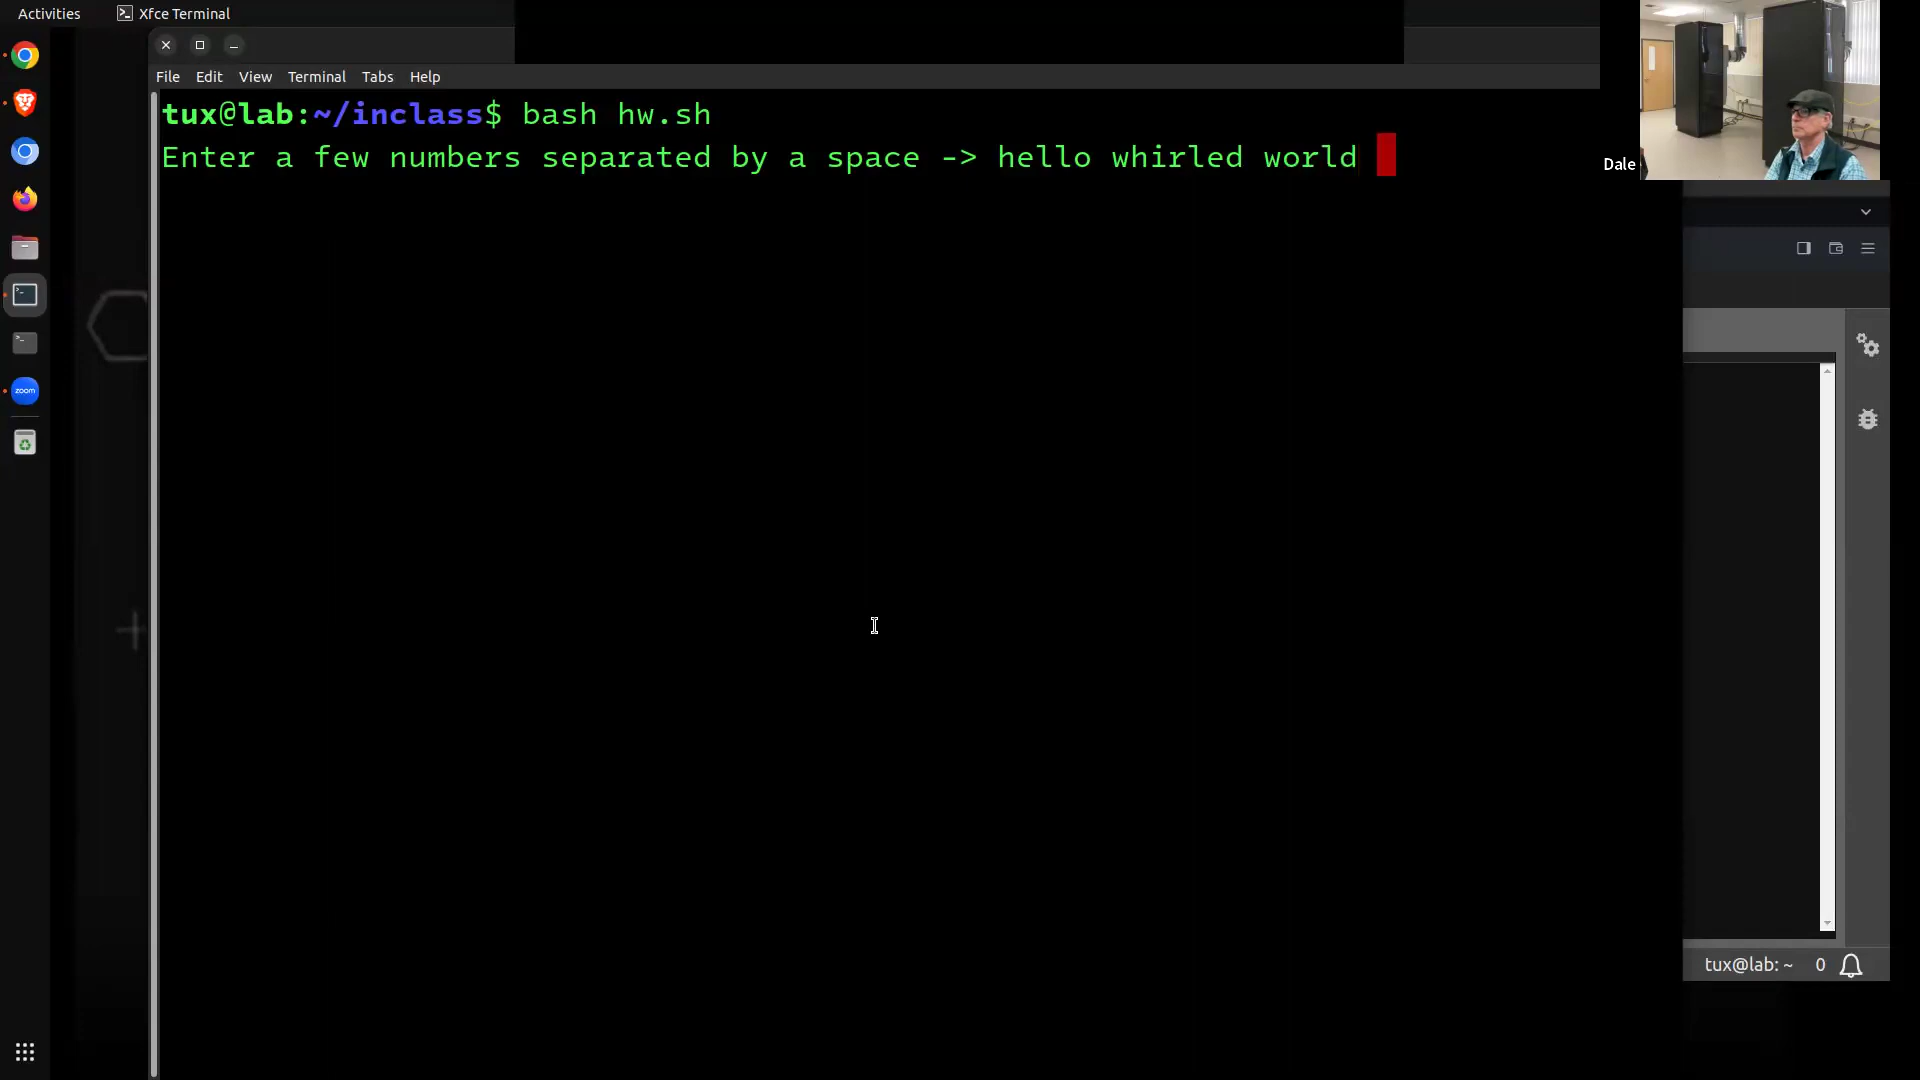 Activities
Xfce Terminal
File Edit View Terminal Tabs Help
tux@lab:~/inclass$ bash hw.sh
Enter a few numbers separated by a space -> hello whirled world
Dale
zoom
tux@lab: ~ 0